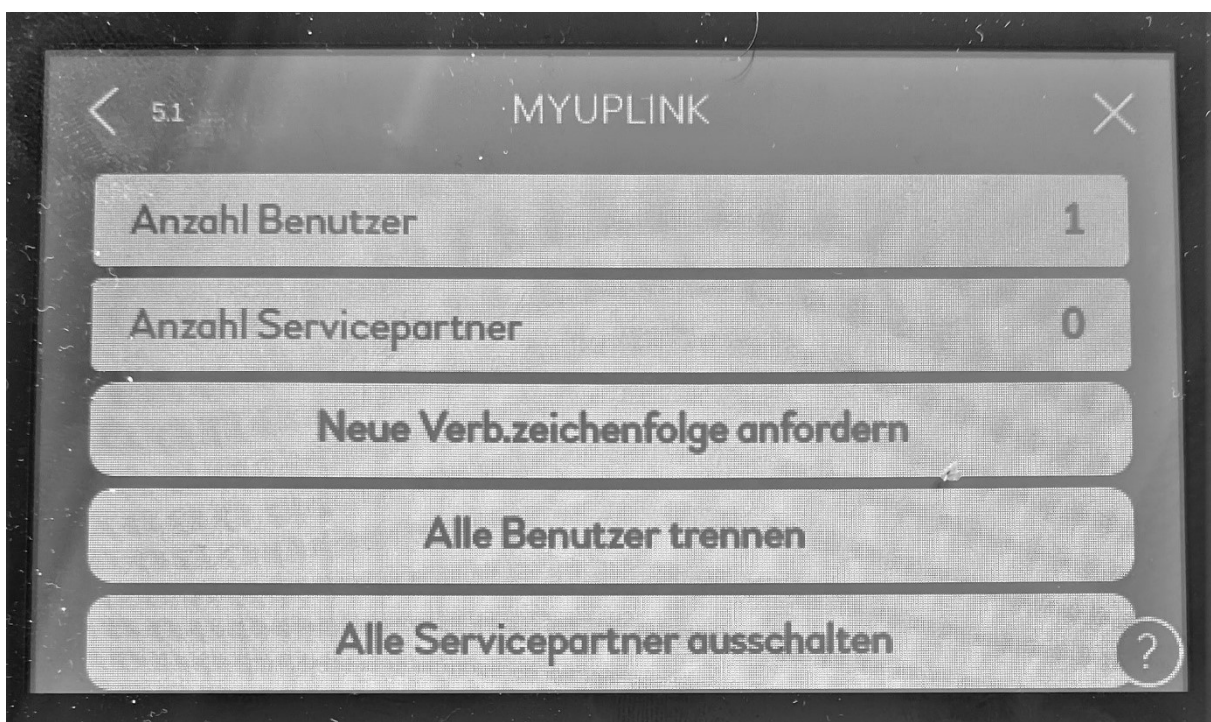 5.1
MYUPLINK
Anzahl Benutzer 1
Anzahl Servicepartner 0
Neue Verb.zeichenfolge anfordern
Alle Benutzer trennen
Alle Servicepartner ausschalten
?